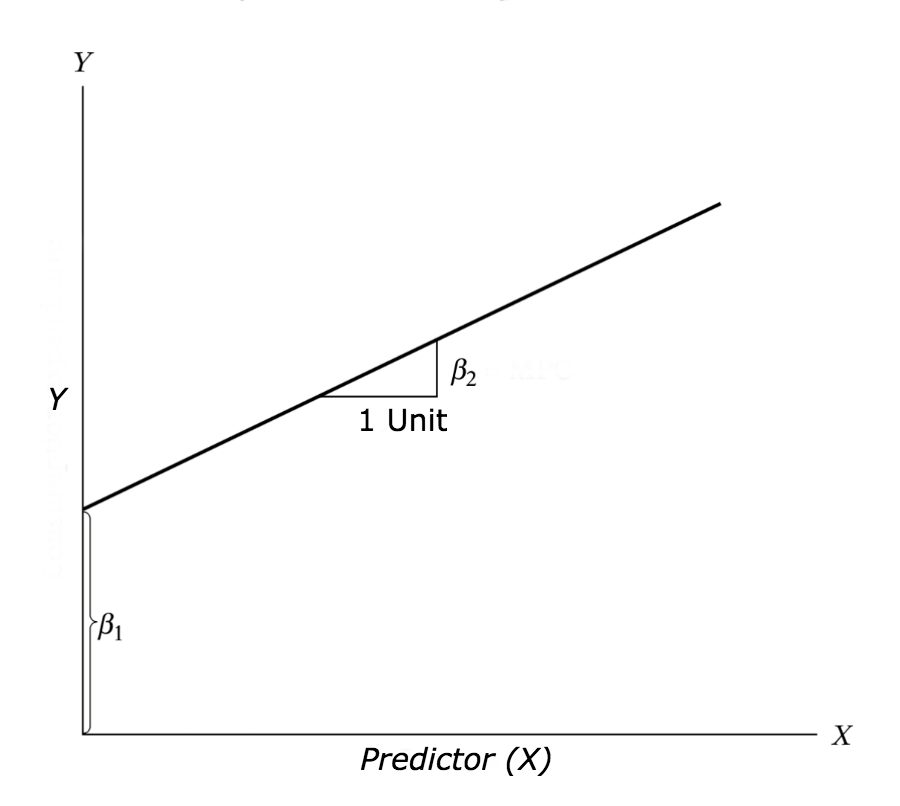 Y
Y
β₂
1 Unit
β₁
X
Predictor (X)